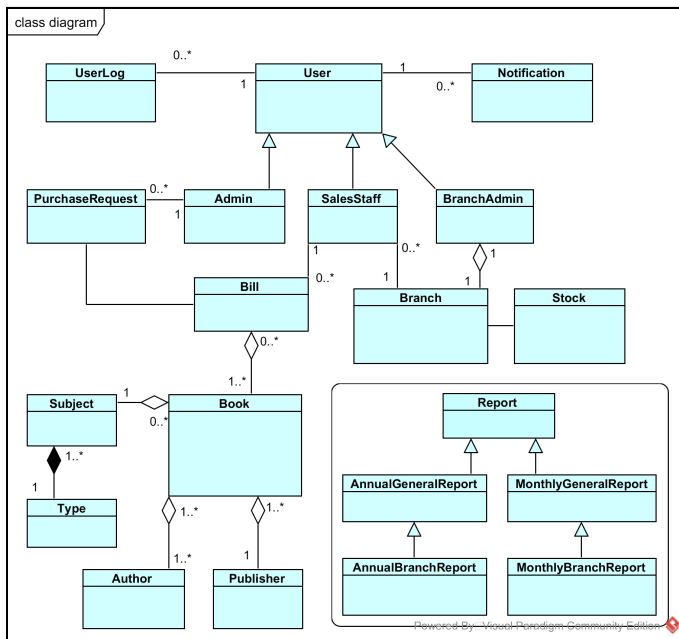 class diagram
0..*
UserLog
User
1
Notification
1
0..*
PurchaseRequest
0..*
Admin
SalesStaff
BranchAdmin
1
1
0..*
1
0..*
1
1
Bill
Branch
Stock
0..*
1..*
1
Subject
Book
Report
0..*
1..*
1
AnnualGeneralReport
MonthlyGeneralReport
Type
1..*
1..*
1..*
1
AnnualBranchReport
MonthlyBranchReport
Author
Publisher
Powered By: Visual Paradigm Community Edition